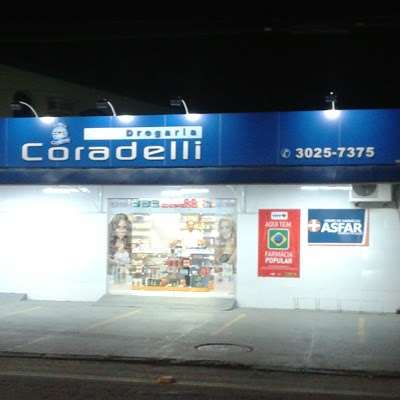 Drogaria
Coradelli
3025-7375
AQUI TEM
FARMÁCIA
POPULAR
ASFAR